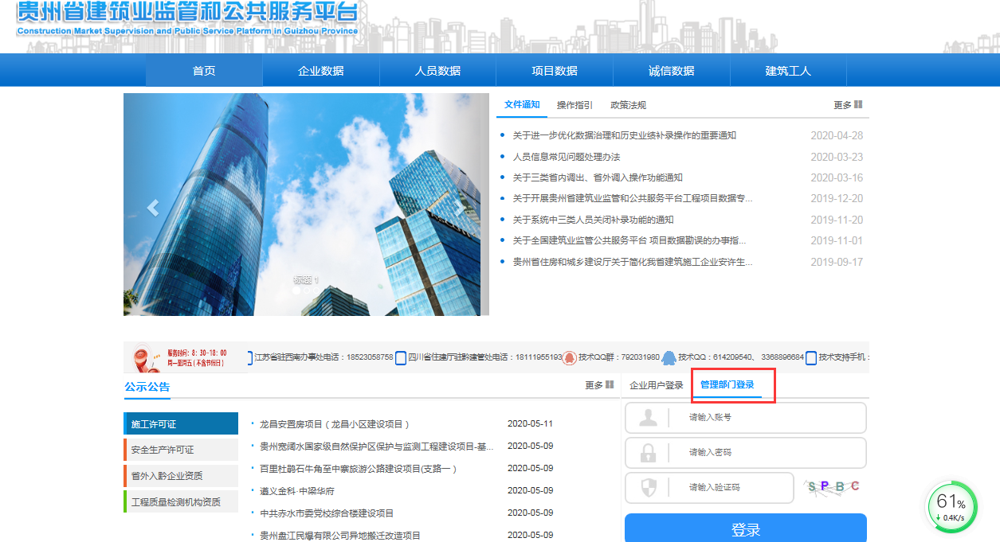 贵州省建筑业监管和公共服务平台
Construction Market Supervision and Public Service Platform in Guizhou Province
首页 企业数据 人员数据 项目数据 诚信数据 建筑工人
标题 1
文件通知 操作指引 政策法规 更多
关于进一步优化数据治理和历史业绩补录操作的重要通知 2020-04-28
人员信息常见问题处理办法 2020-03-23
关于三类省内调出、省外调入操作功能通知 2020-03-16
关于开展贵州省建筑业监管和公共服务平台工程项目数据专... 2019-12-20
关于系统中三类人员关闭补录功能的通知 2019-11-20
关于全国建筑业监管公共服务平台 项目数据勘误的办事指... 2019-11-01
贵州省住房和城乡建设厅关于简化我省建筑施工企业安许生... 2019-09-17
服务时间：8：30-18：00
周一至周五（不含节假日）
江苏省驻西南办事处电话：18523058758 四川省住建厅驻黔建管处电话：18111955193 技术QQ群：792031980 技术QQ：614209540、 3368896684 技术支持手机：
公示公告 更多
施工许可证
安全生产许可证
省外入黔企业资质
工程质量检测机构资质
龙昌安置房项目（龙昌小区建设项目） 2020-05-11
贵州宽阔水国家级自然保护区保护与监测工程建设项目-基... 2020-05-09
百里杜鹃石牛角至中寨旅游公路建设项目(支路一） 2020-05-09
遵义金科·中梁华府 2020-05-09
中共赤水市委党校综合楼建设项目 2020-05-09
贵州盘江民爆有限公司异地搬迁改造项目 2020-05-09
企业用户登录 管理部门登录
请输入账号
请输入密码
请输入验证码 S P B C
登录
61%
0.4K/s